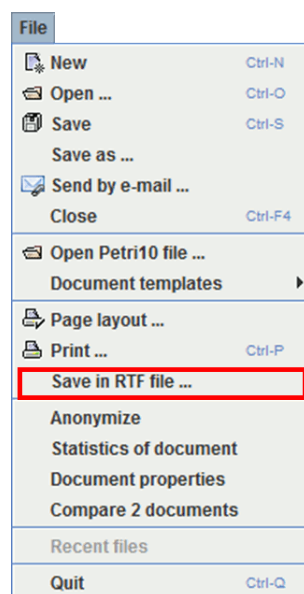 File
New Ctrl-N
Open ... Ctrl-O
Save Ctrl-S
Save as ...
Send by e-mail ...
Close Ctrl-F4
Open Petri10 file ...
Document templates
Page layout ...
Print ... Ctrl-P
Save in RTF file ...
Anonymize
Statistics of document
Document properties
Compare 2 documents
Recent files
Quit Ctrl-Q